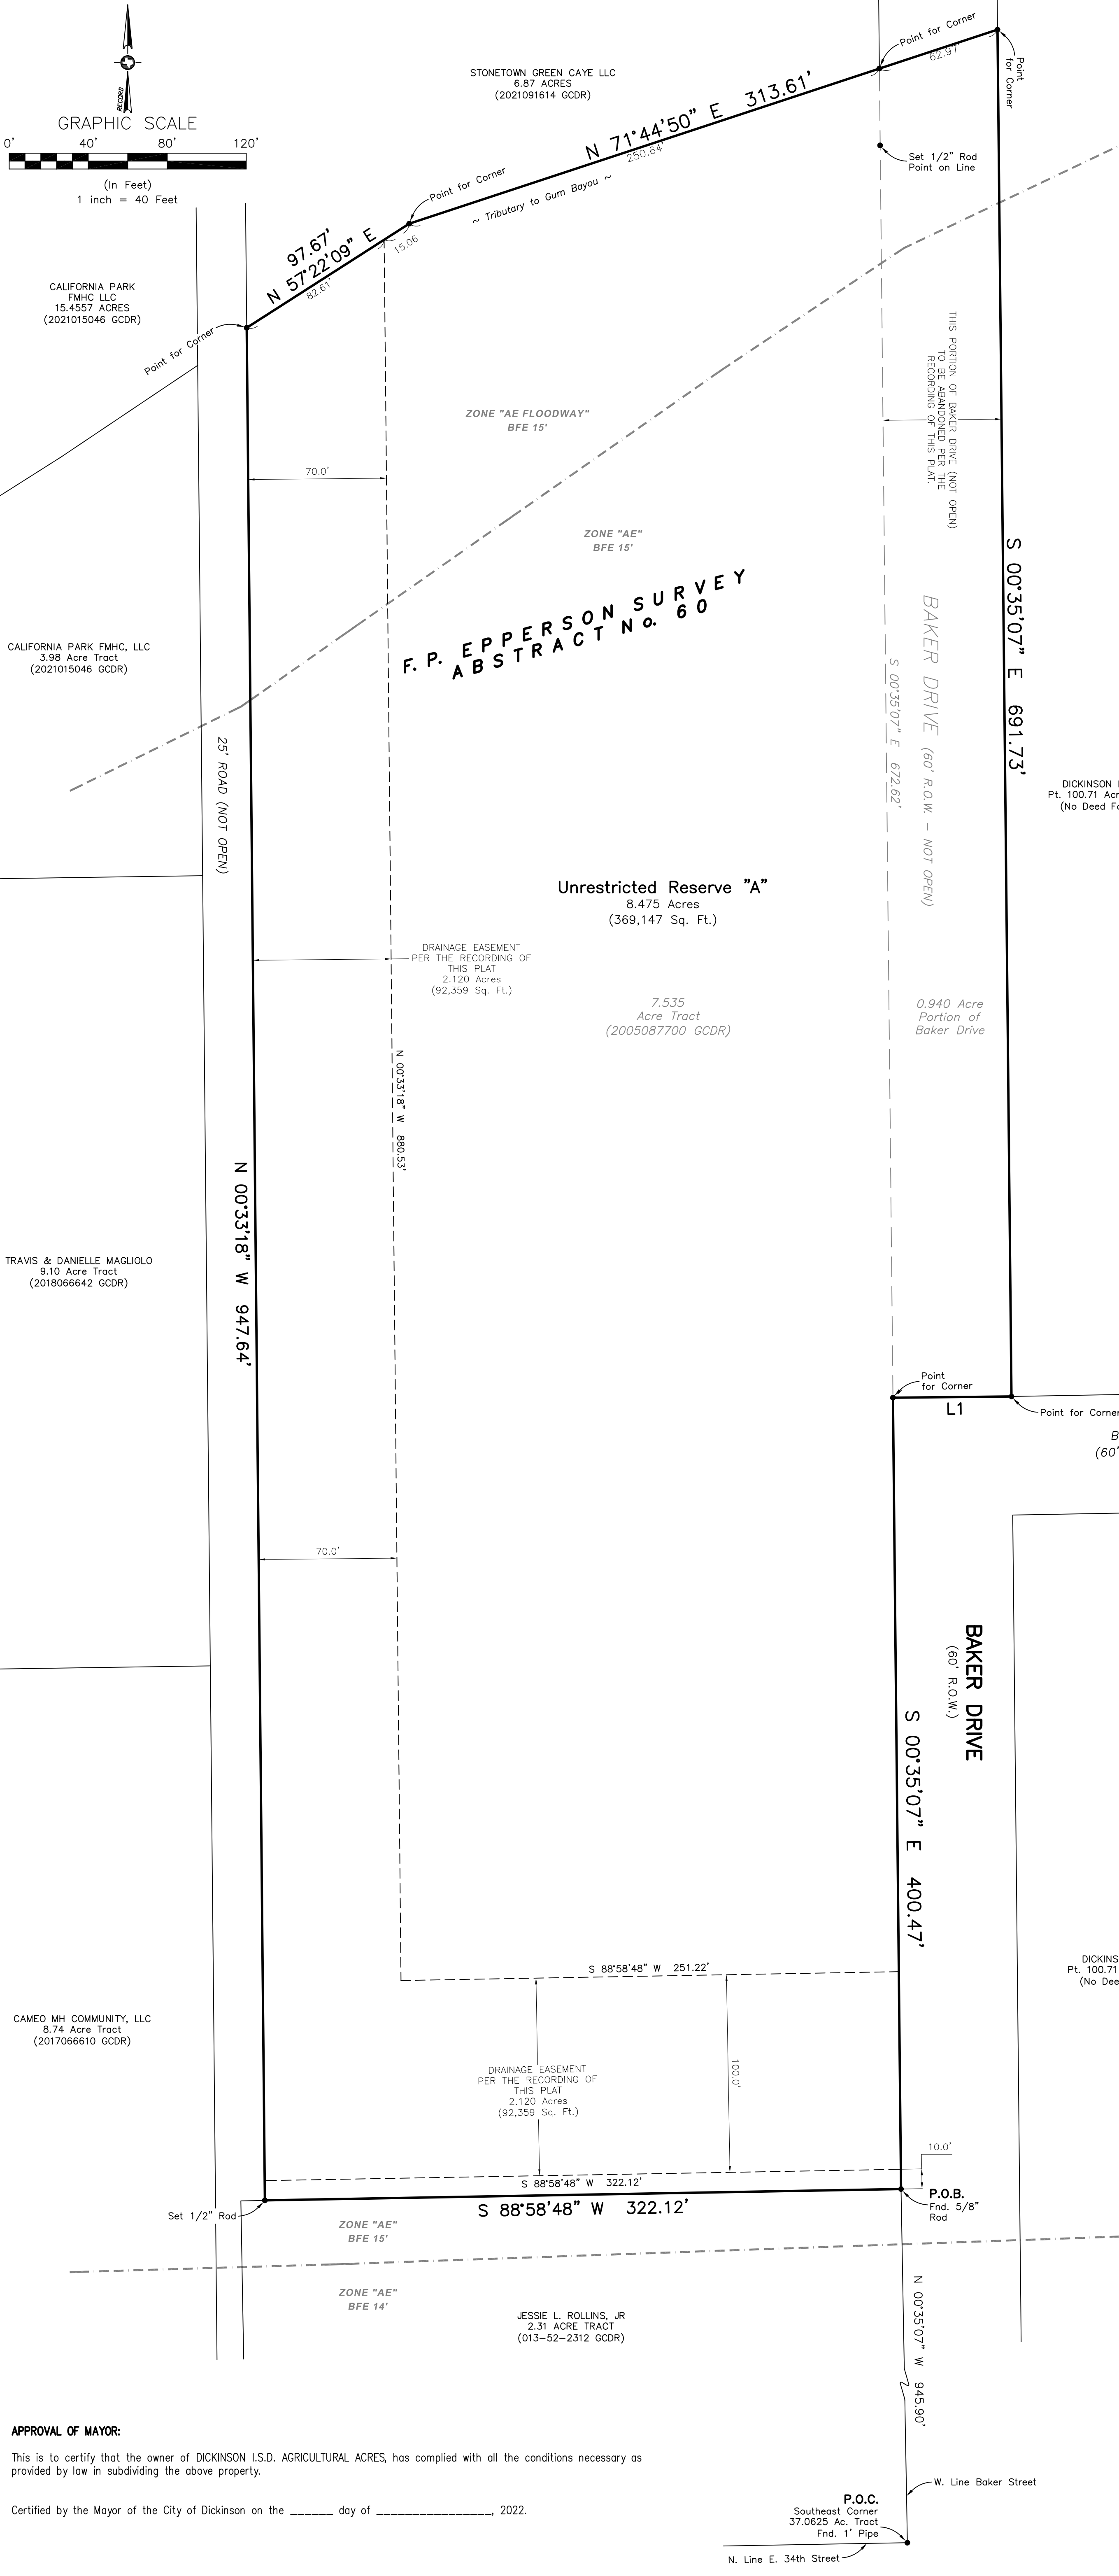 RECORD
GRAPHIC SCALE
0' 40' 80' 120'
(In Feet)
1 inch = 40 Feet
STONETOWN GREEN CAYE LLC
6.87 ACRES
(2021091614 GCDR)
Point for Corner
62.97
Point
for Corner
N 71°44'50" E 313.61'
250.64'
Set 1/2" Rod
Point on Line
Point for Corner
~ Tributary to Gum Bayou ~
97.67'
N 57°22'09" E
82.61'
15.06
CALIFORNIA PARK
FMHC LLC
15.4557 ACRES
(2021015046 GCDR)
Point for Corner
THIS PORTION OF BAKER DRIVE (NOT OPEN)
TO BE ABANDONED PER THE
RECORDING OF THIS PLAT.
ZONE "AE FLOODWAY"
BFE 15'
70.0'
ZONE "AE"
BFE 15'
F. P. EPPERSON SURVEY
ABSTRACT No. 60
S 00°35'07" E 691.73'
BAKER DRIVE (60' R.O.W. - NOT OPEN)
S 00°35'07" E 672.62'
CALIFORNIA PARK FMHC, LLC
3.98 Acre Tract
(2021015046 GCDR)
25' ROAD (NOT OPEN)
DICKINSON
Pt. 100.71 Acr
(No Deed Fo
Unrestricted Reserve "A"
8.475 Acres
(369,147 Sq. Ft.)
DRAINAGE EASEMENT
PER THE RECORDING OF
THIS PLAT
2.120 Acres
(92,359 Sq. Ft.)
7.535
Acre Tract
(2005087700 GCDR)
0.940 Acre
Portion of
Baker Drive
N 00°33'18" W 880.53'
N 00°33'18" W 947.64'
TRAVIS & DANIELLE MAGLIOLO
9.10 Acre Tract
(2018066642 GCDR)
Point
for Corner
L1
Point for Corner
B
(60'
70.0'
BAKER DRIVE
(60' R.O.W.)
S 00°35'07" E 400.47'
S 88°58'48" W 251.22'
DICKINS
Pt. 100.71
(No Dee
CAMEO MH COMMUNITY, LLC
8.74 Acre Tract
(2017066610 GCDR)
DRAINAGE EASEMENT
PER THE RECORDING OF
THIS PLAT
2.120 Acres
(92,359 Sq. Ft.)
100.0'
10.0'
S 88°58'48" W 322.12'
S 88°58'48" W 322.12'
P.O.B.
Fnd. 5/8"
Rod
Set 1/2" Rod
ZONE "AE"
BFE 15'
ZONE "AE"
BFE 14'
JESSIE L. ROLLINS, JR
2.31 ACRE TRACT
(013-52-2312 GCDR)
N 00°35'07" W 945.90'
APPROVAL OF MAYOR:
This is to certify that the owner of DICKINSON I.S.D. AGRICULTURAL ACRES, has complied with all the conditions necessary as
provided by law in subdividing the above property.
Certified by the Mayor of the City of Dickinson on the ______ day of ________________, 2022.
W. Line Baker Street
P.O.C.
Southeast Corner
37.0625 Ac. Tract
Fnd. 1' Pipe
N. Line E. 34th Street